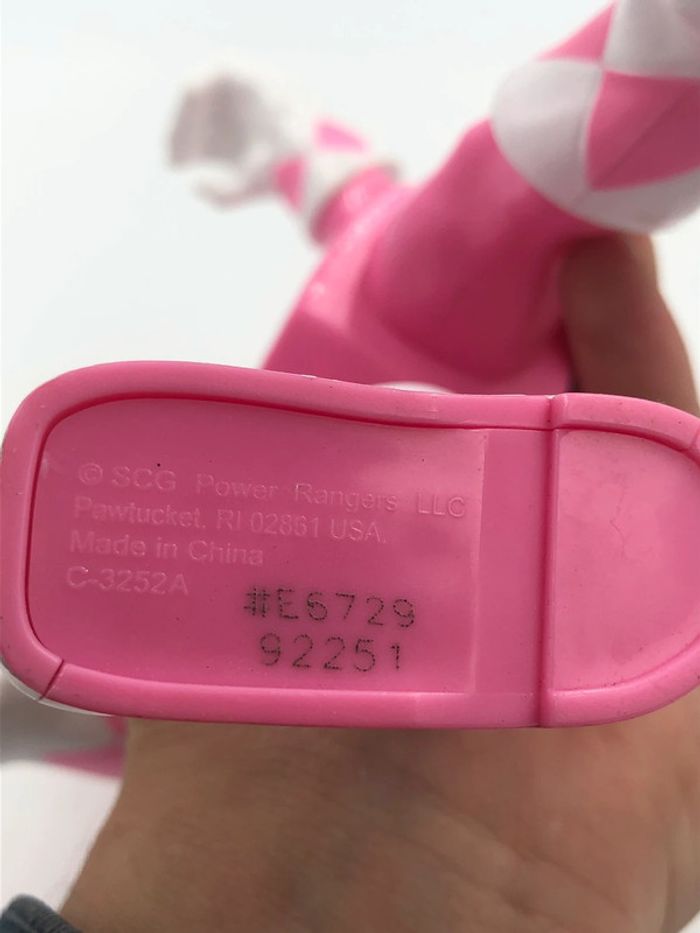 © SCG Power Rangers LLC
Pawtucket, RI 02861 USA.
Made in China
C-3252A
#E6729
92251